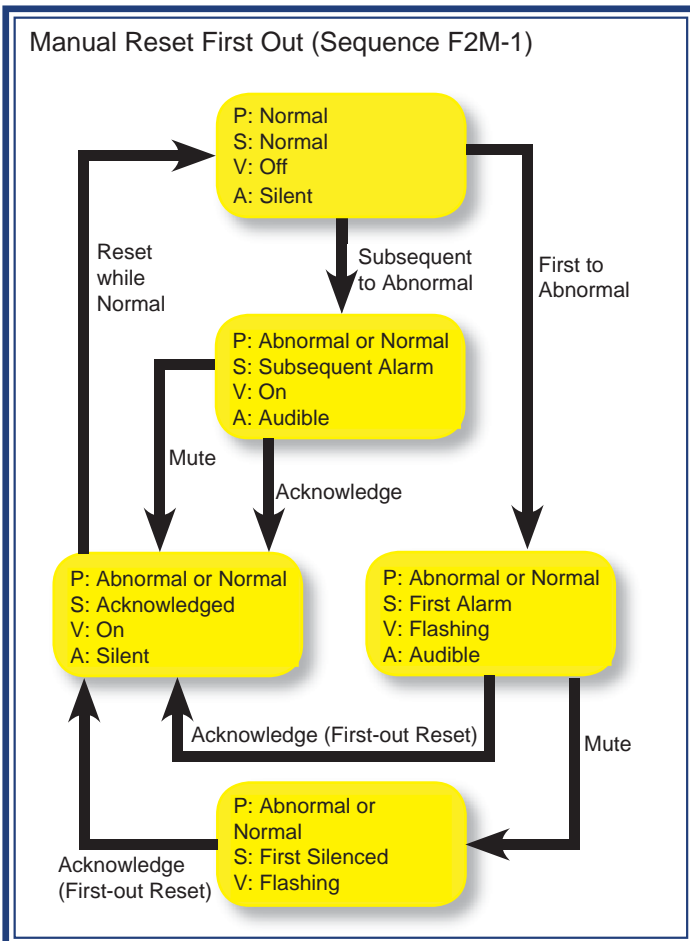 Manual Reset First Out (Sequence F2M-1)
P: Normal
S: Normal
V: Off
A: Silent
Reset
while
Normal
Subsequent
to Abnormal
First to
Abnormal
P: Abnormal or Normal
S: Subsequent Alarm
V: On
A: Audible
Mute
Acknowledge
P: Abnormal or Normal
S: Acknowledged
V: On
A: Silent
P: Abnormal or Normal
S: First Alarm
V: Flashing
A: Audible
Acknowledge (First-out Reset)
Mute
P: Abnormal or
Normal
S: First Silenced
V: Flashing
Acknowledge
(First-out Reset)